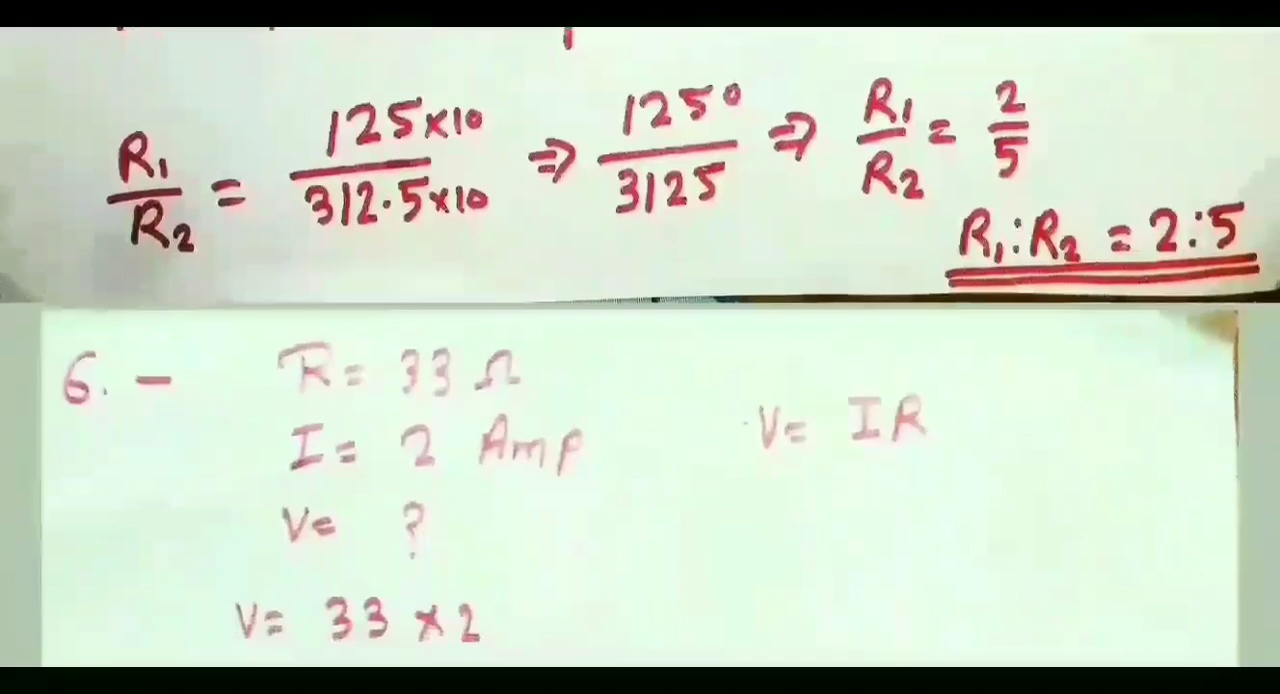 R₁/R₂ = 125×10/312.5×10 ⇒ 1250/3125 ⇒ R₁/R₂ = 2/5
R₁:R₂ = 2:5
6. - R = 33 Ω
I = 2 Amp V = IR
V = ?
V = 33 × 2